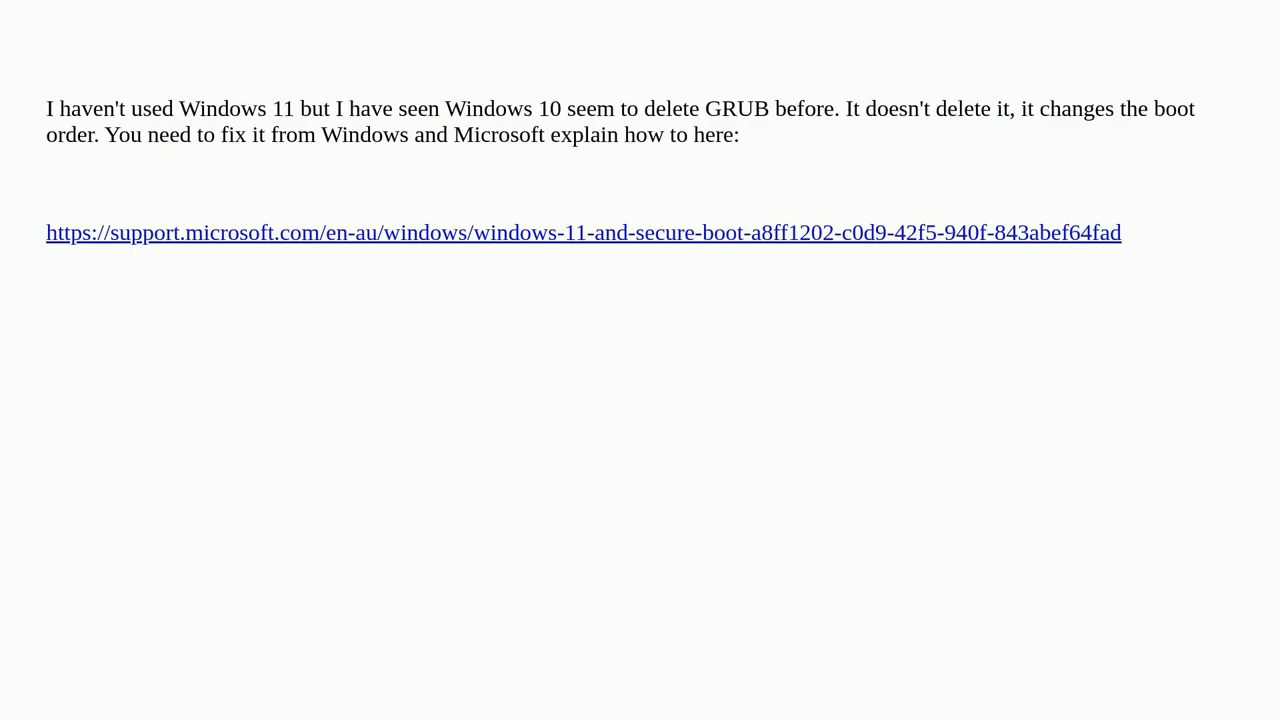 I haven't used Windows 11 but I have seen Windows 10 seem to delete GRUB before. It doesn't delete it, it changes the boot
order. You need to fix it from Windows and Microsoft explain how to here:
https://support.microsoft.com/en-au/windows/windows-11-and-secure-boot-a8ff1202-c0d9-42f5-940f-843abef64fad